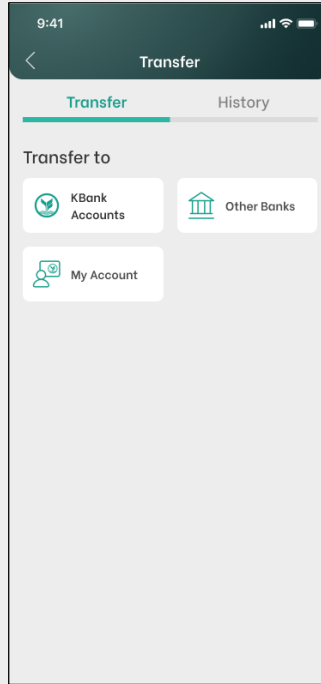 9:41
Transfer
Transfer
History
Transfer to
KBank
Accounts
Other Banks
My Account